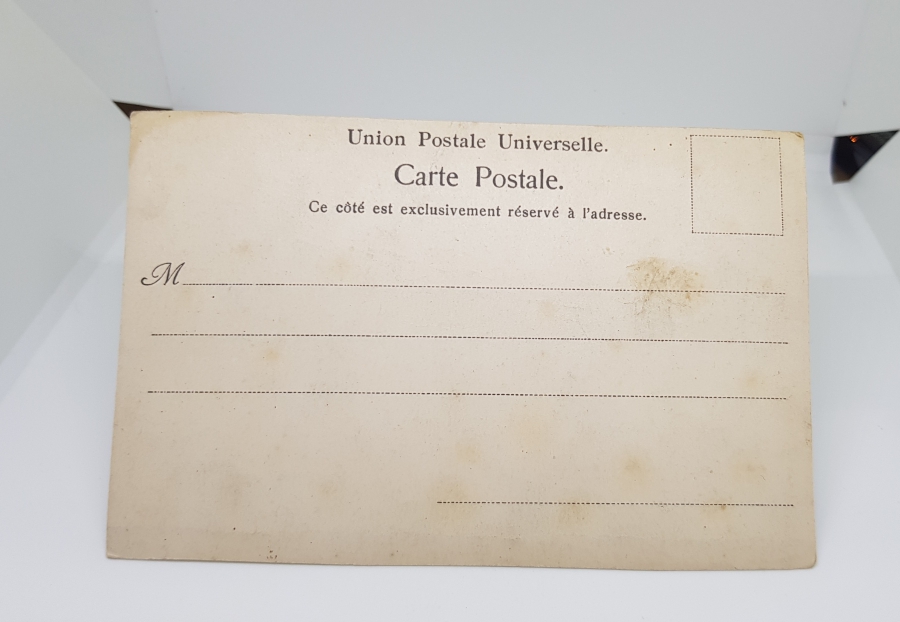 Union Postale Universelle.
Carte Postale.
Ce côté est exclusivement réservé à l'adresse.
M